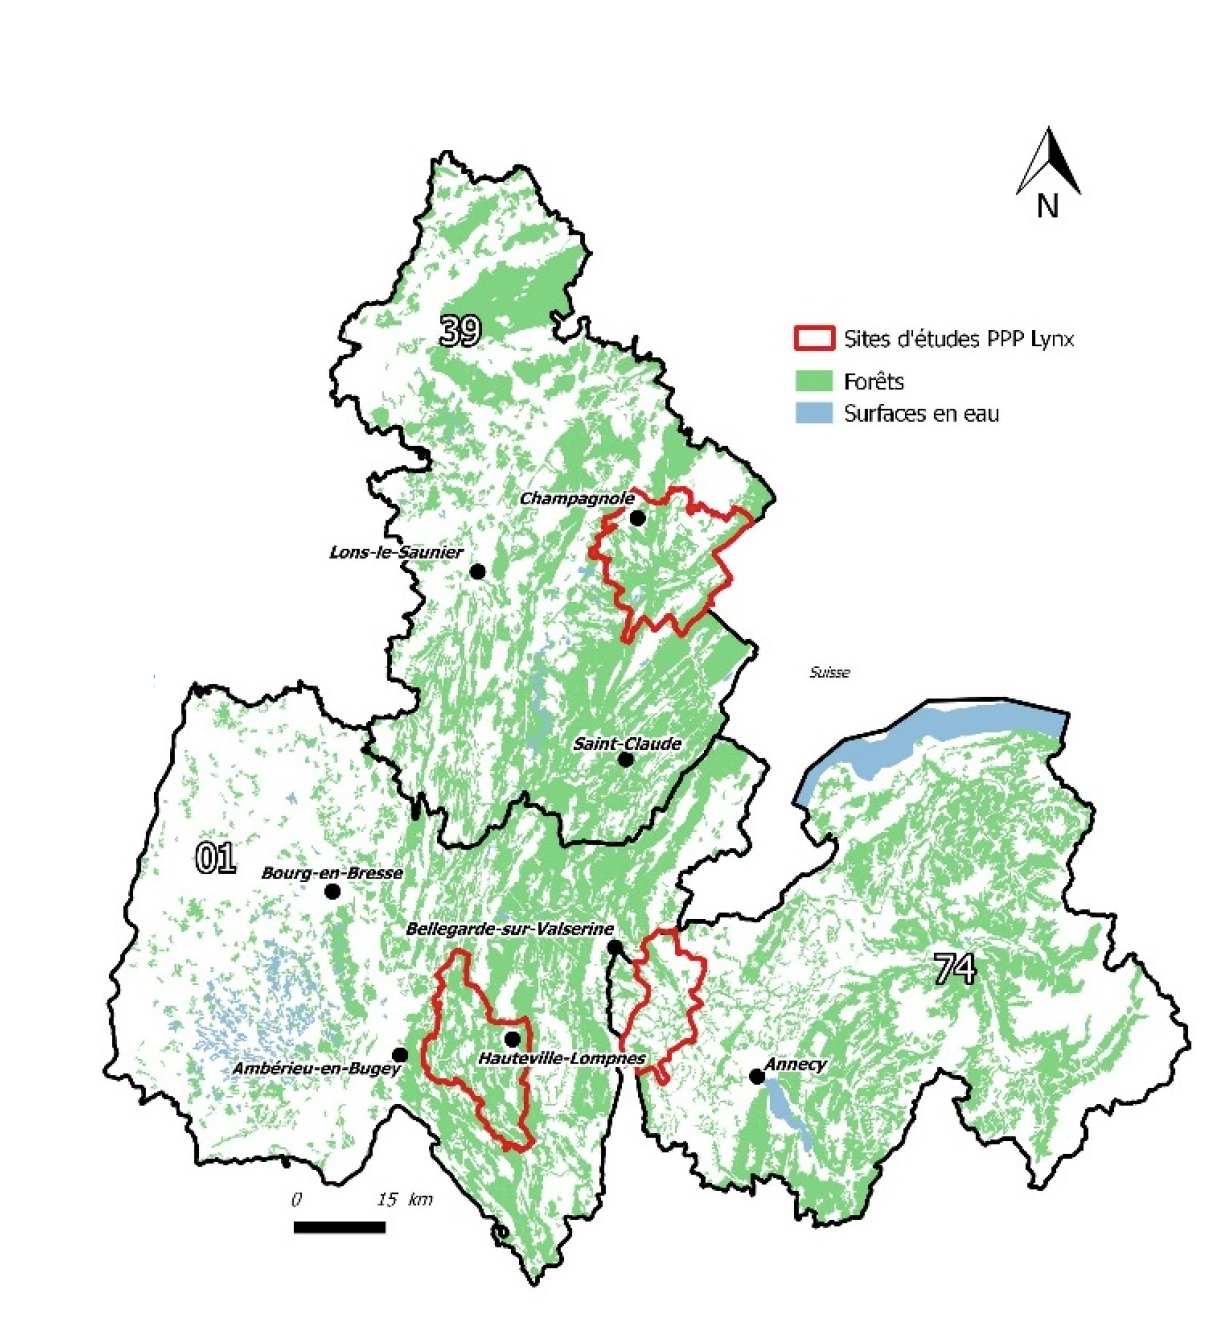 N
39
Sites d'études PPP Lynx
Forêts
Surfaces en eau
Champagnole
Lons-le-Saunier
Suisse
Saint-Claude
01
Bourg-en-Bresse
Bellegarde-sur-Valserine
74
Hauteville-Lompnes
Ambérieu-en-Bugey
Annecy
0 15 km